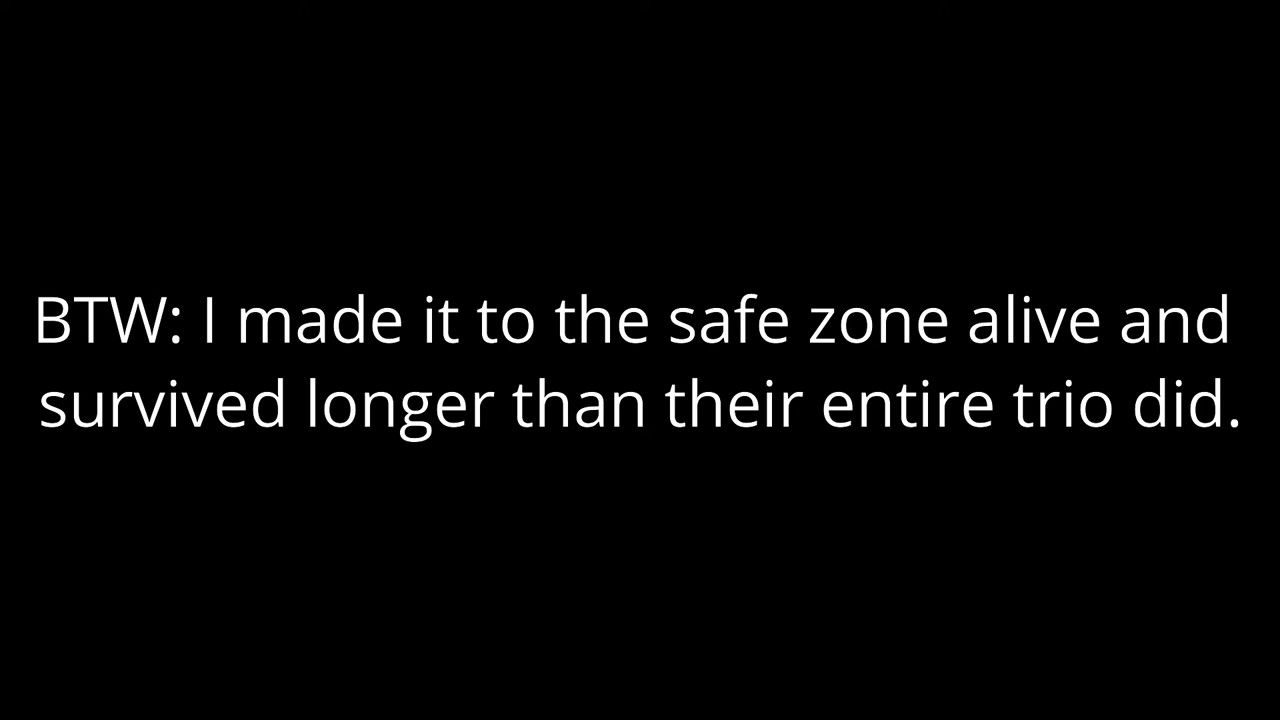 BTW: I made it to the safe zone alive and
survived longer than their entire trio did.